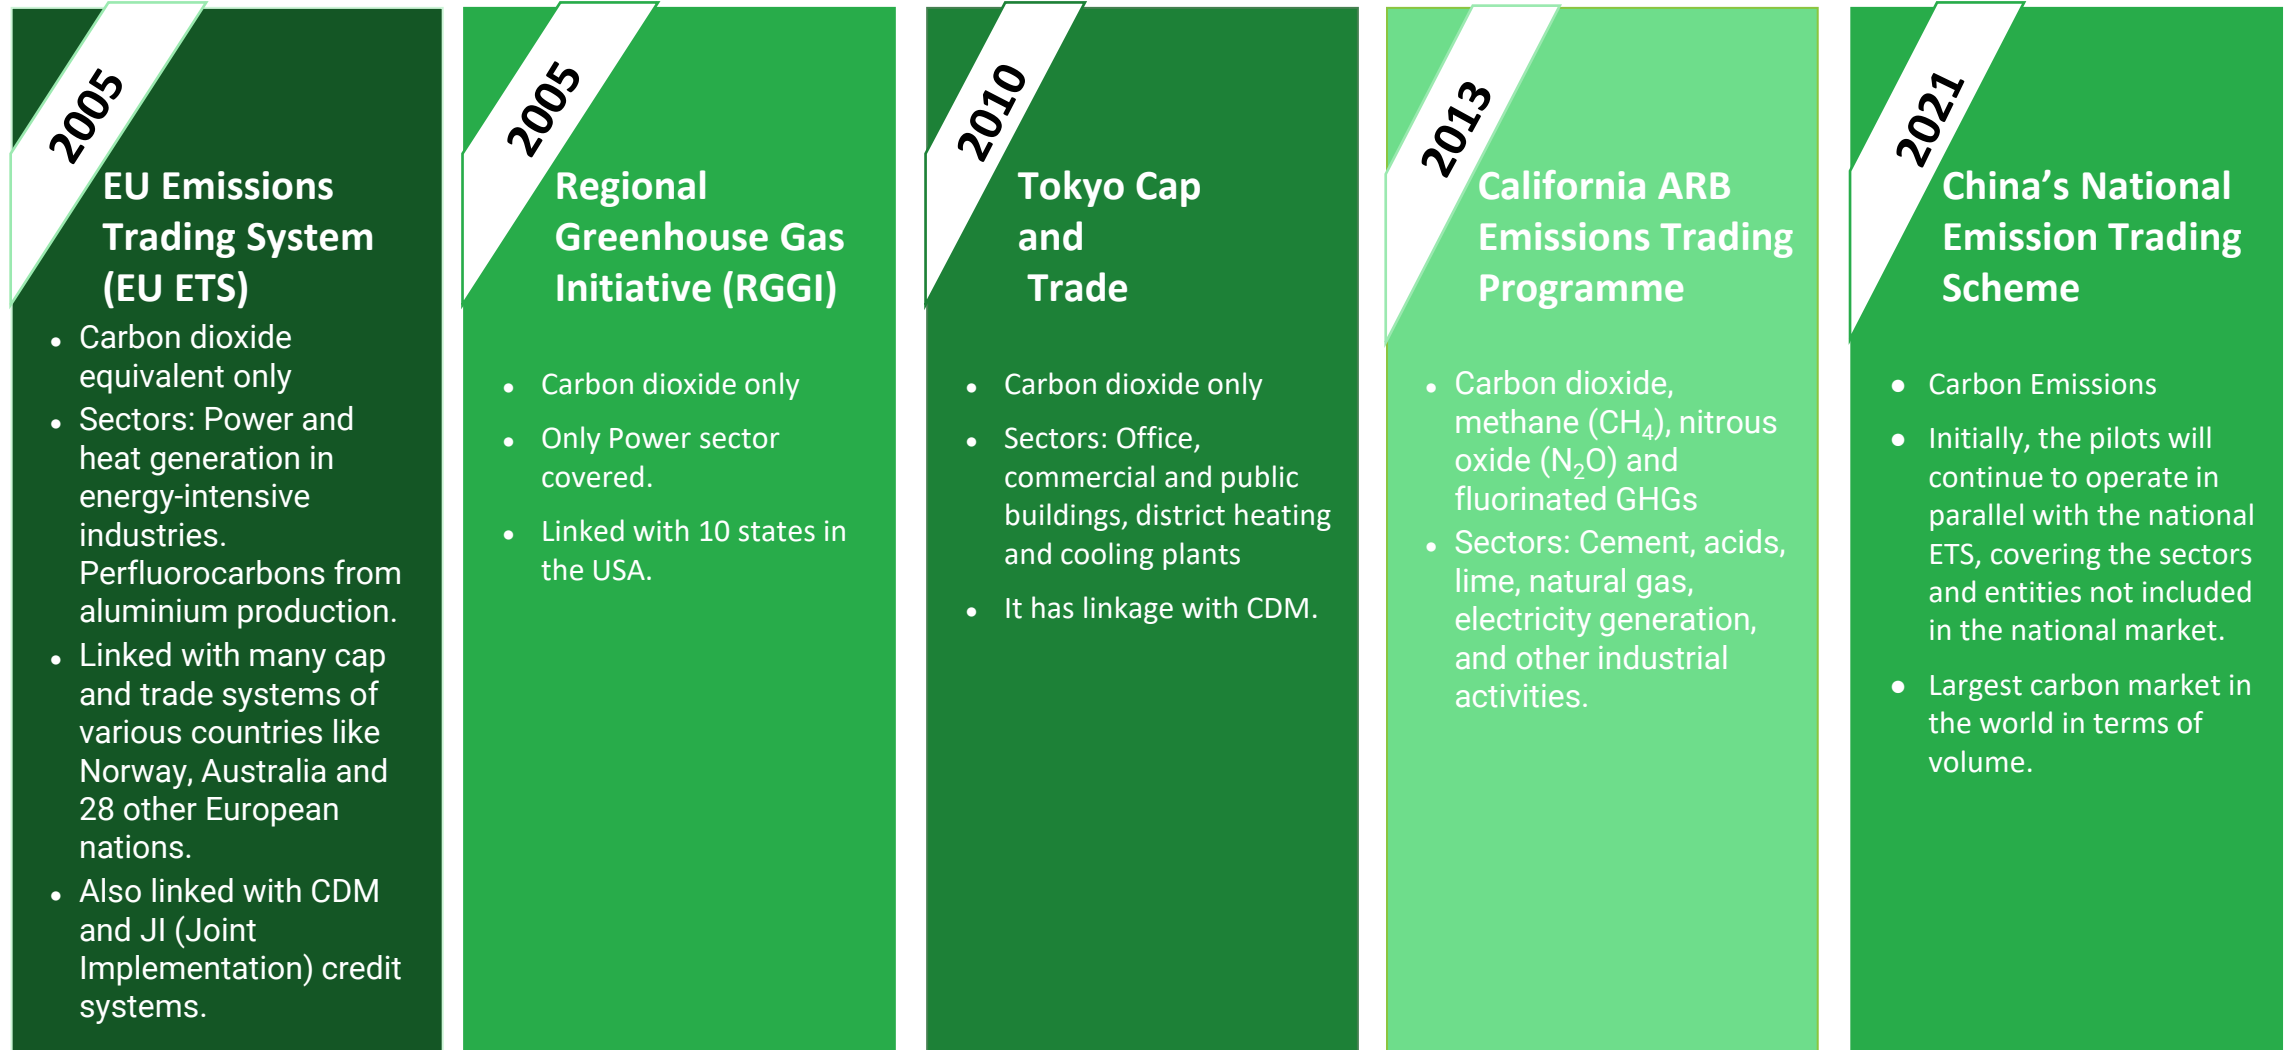 2005
EU Emissions
Trading System
(EU ETS)
• Carbon dioxide
equivalent only
• Sectors: Power and
heat generation in
energy-intensive
industries.
Perfluorocarbons from
aluminium production.
• Linked with many cap
and trade systems of
various countries like
Norway, Australia and
28 other European
nations.
• Also linked with CDM
and JI (Joint
Implementation) credit
systems.
2005
Regional
Greenhouse Gas
Initiative (RGGI)
• Carbon dioxide only
• Only Power sector
covered.
• Linked with 10 states in
the USA.
2010
Tokyo Cap
and
Trade
• Carbon dioxide only
• Sectors: Office,
commercial and public
buildings, district heating
and cooling plants
• It has linkage with CDM.
2013
California ARB
Emissions Trading
Programme
• Carbon dioxide,
methane (CH₄), nitrous
oxide (N₂O) and
fluorinated GHGs
• Sectors: Cement, acids,
lime, natural gas,
electricity generation,
and other industrial
activities.
2021
China’s National
Emission Trading
Scheme
• Carbon Emissions
• Initially, the pilots will
continue to operate in
parallel with the national
ETS, covering the sectors
and entities not included
in the national market.
• Largest carbon market in
the world in terms of
volume.